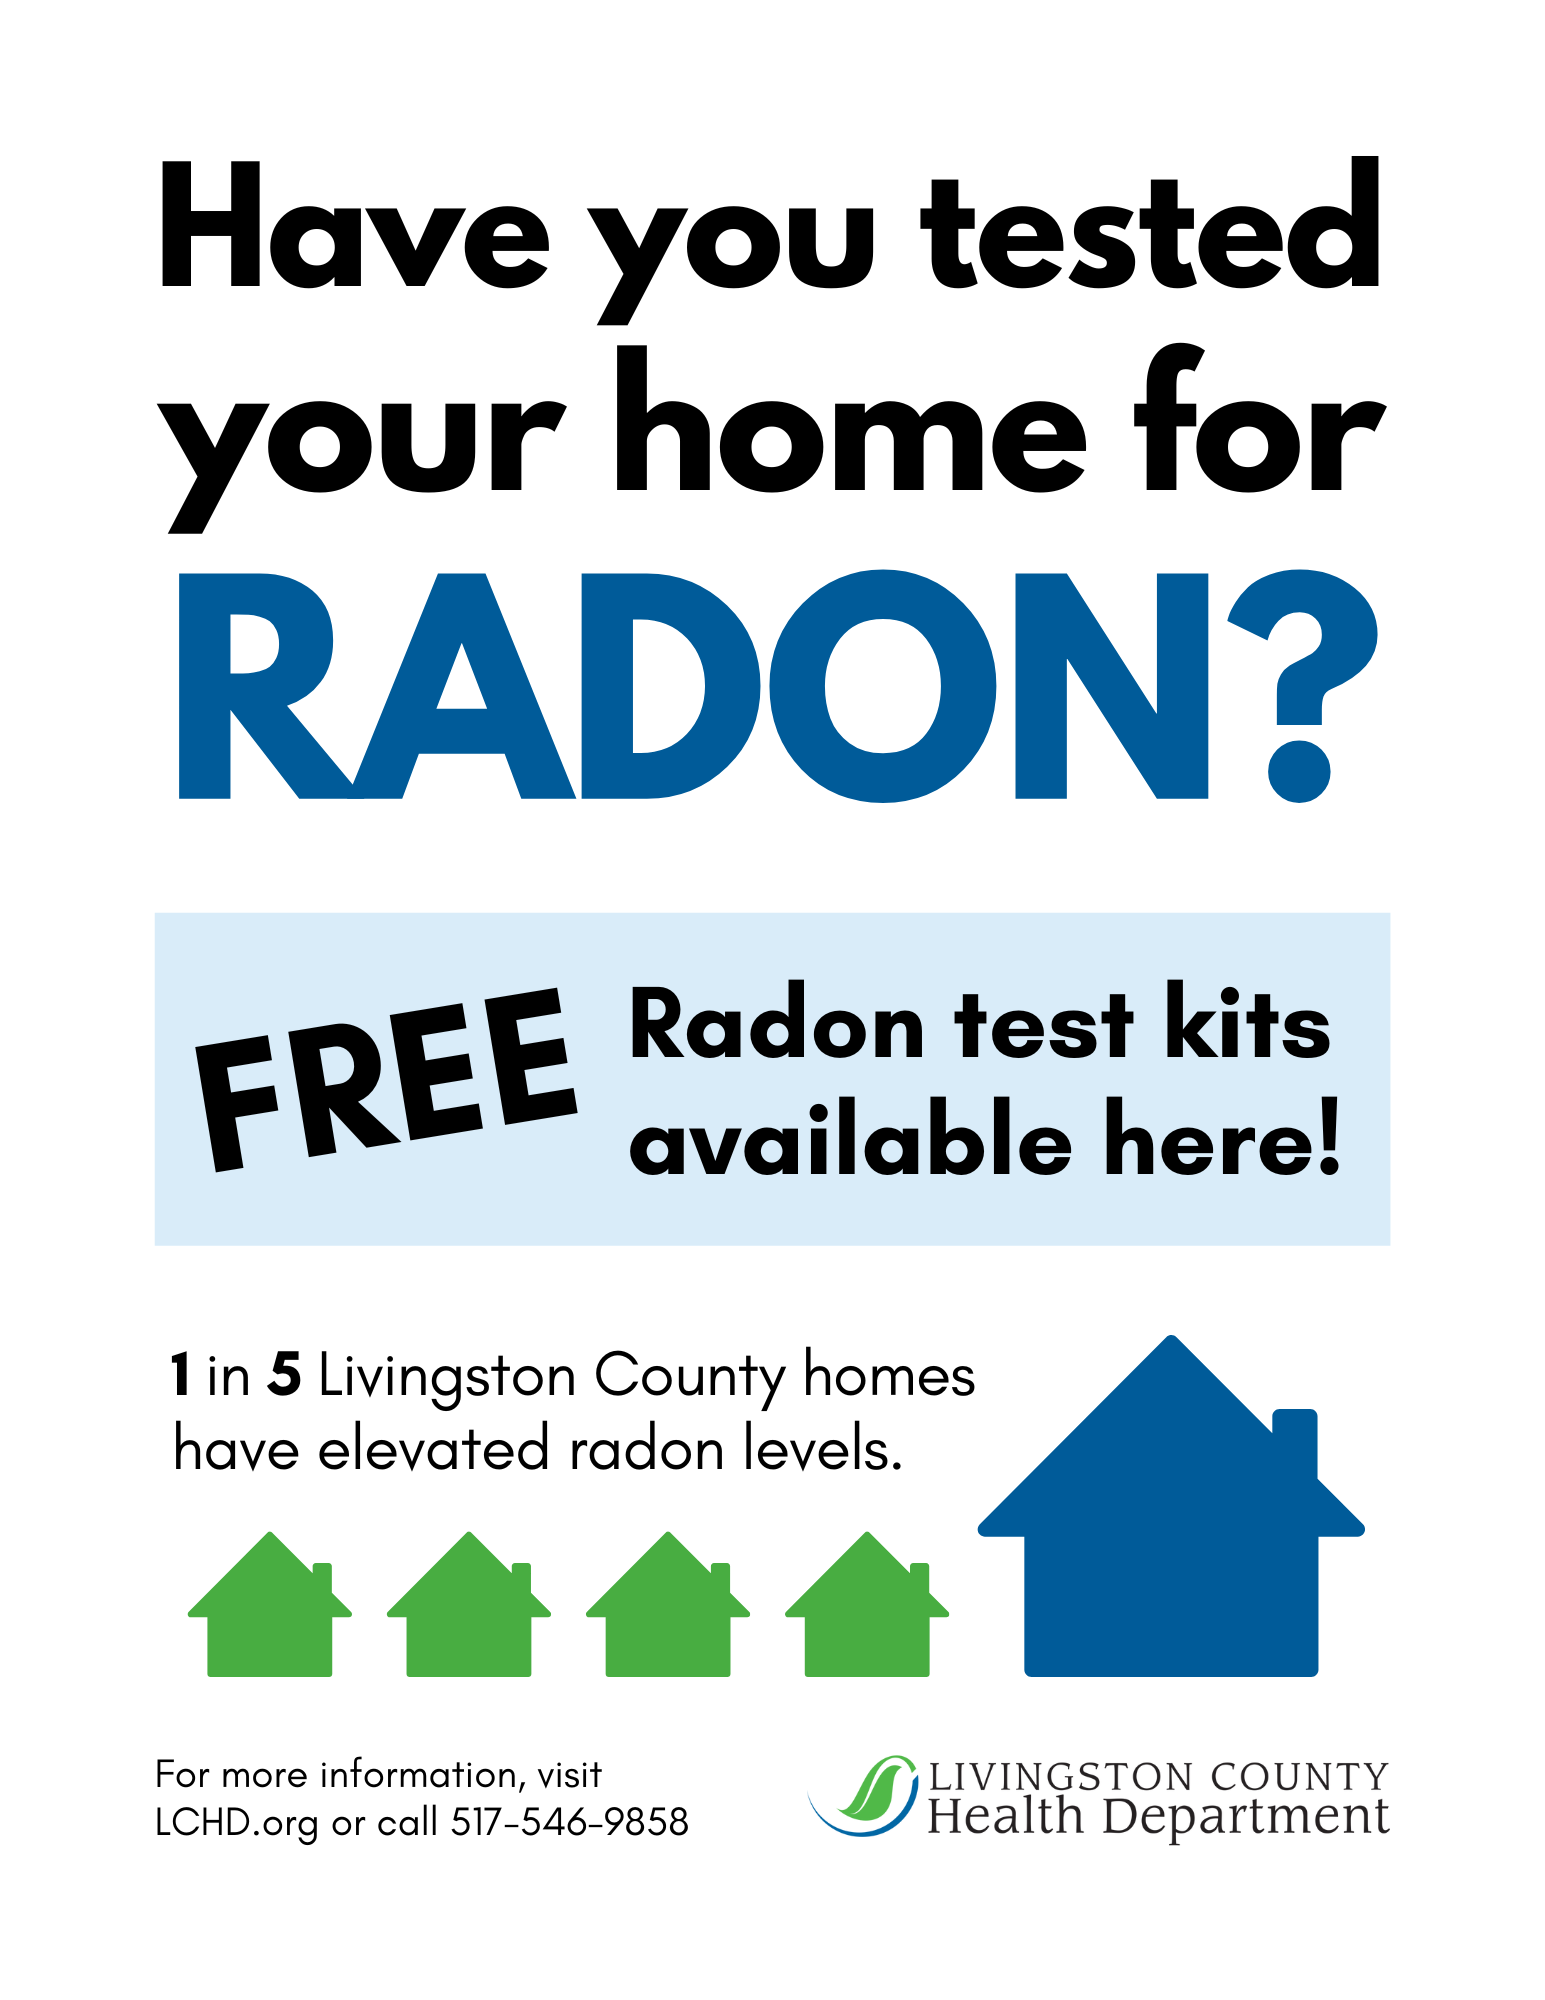 Have you tested
your home for
RADON?
FREE
Radon test kits
available here!
1 in 5 Livingston County homes
have elevated radon levels.
For more information, visit
LCHD.org or call 517-546-9858
LIVINGSTON COUNTY
Health Department